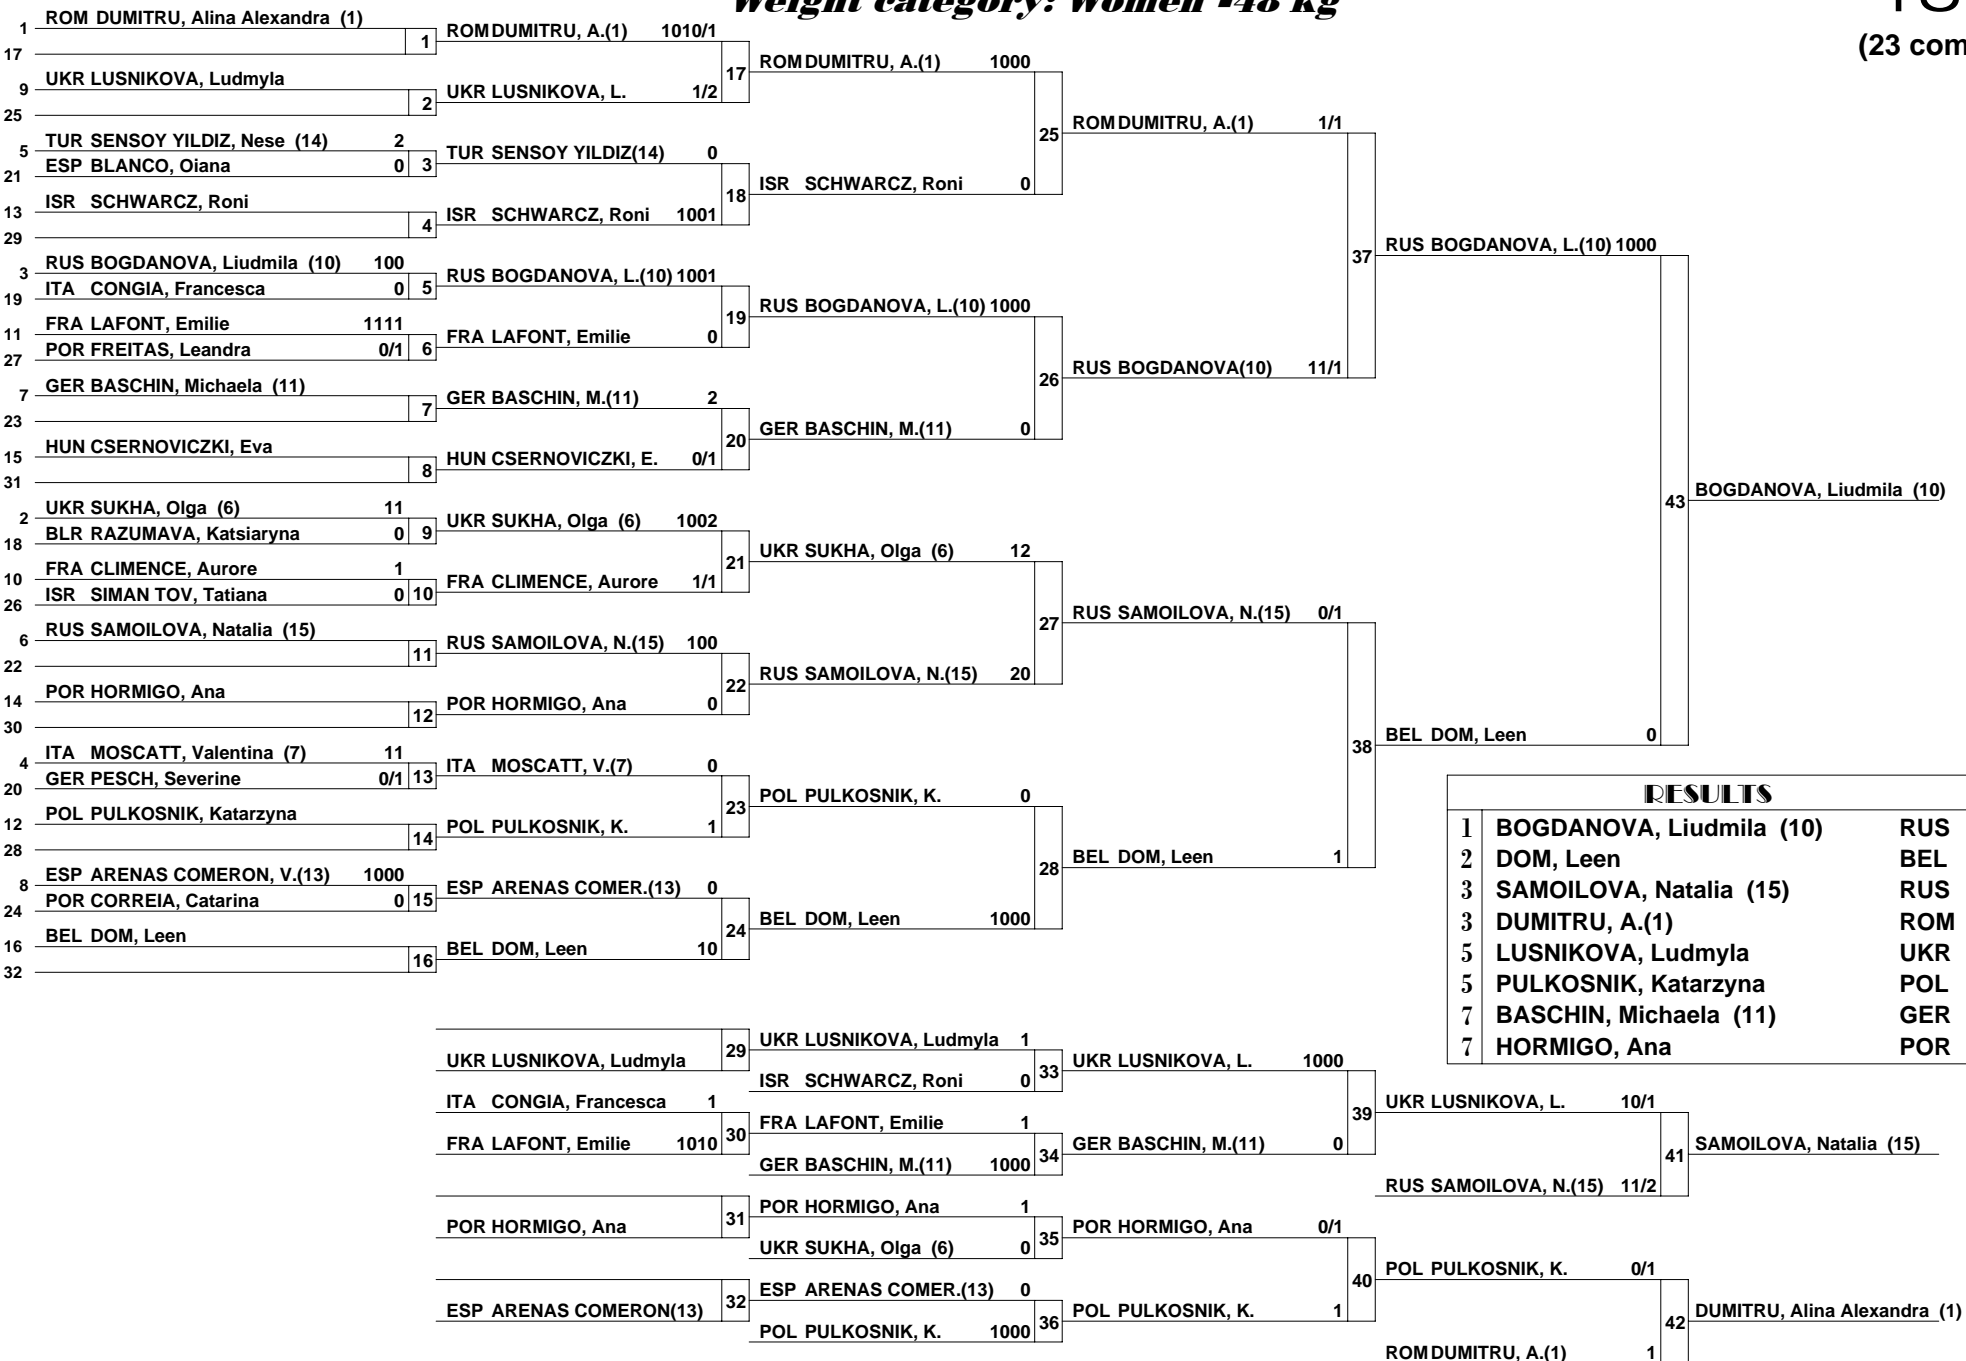 Weight category: Women -48 kg
(23 com
1 ROM DUMITRU, Alina Alexandra (1)
17
1
9 UKR LUSNIKOVA, Ludmyla
25
2
5 TUR SENSOY YILDIZ, Nese (14) 2
21 ESP BLANCO, Oiana 0
3
13 ISR SCHWARCZ, Roni
29
4
3 RUS BOGDANOVA, Liudmila (10) 100
19 ITA CONGIA, Francesca 0
5
11 FRA LAFONT, Emilie 1111
27 POR FREITAS, Leandra 0/1
6
7 GER BASCHIN, Michaela (11)
23
7
15 HUN CSERNOVICZKI, Eva
31
8
2 UKR SUKHA, Olga (6) 11
18 BLR RAZUMAVA, Katsiaryna 0
9
10 FRA CLIMENCE, Aurore 1
26 ISR SIMAN TOV, Tatiana 0
10
6 RUS SAMOILOVA, Natalia (15)
22
11
14 POR HORMIGO, Ana
30
12
4 ITA MOSCATT, Valentina (7) 11
20 GER PESCH, Severine 0/1
13
12 POL PULKOSNIK, Katarzyna
28
14
8 ESP ARENAS COMERON, V.(13) 1000
24 POR CORREIA, Catarina 0
15
16 BEL DOM, Leen
32
16
ROM DUMITRU, A.(1) 1010/1
UKR LUSNIKOVA, L. 1/2
17
TUR SENSOY YILDIZ(14) 0
ISR SCHWARCZ, Roni 1001
18
RUS BOGDANOVA, L.(10) 1001
FRA LAFONT, Emilie 0
19
GER BASCHIN, M.(11) 2
HUN CSERNOVICZKI, E. 0/1
20
UKR SUKHA, Olga (6) 1002
FRA CLIMENCE, Aurore 1/1
21
RUS SAMOILOVA, N.(15) 100
POR HORMIGO, Ana 0
22
ITA MOSCATT, V.(7) 0
POL PULKOSNIK, K. 1
23
ESP ARENAS COMER.(13) 0
BEL DOM, Leen 10
24
ROM DUMITRU, A.(1) 1000
ISR SCHWARCZ, Roni 0
25
RUS BOGDANOVA, L.(10) 1000
GER BASCHIN, M.(11) 0
26
UKR SUKHA, Olga (6) 12
RUS SAMOILOVA, N.(15) 20
27
POL PULKOSNIK, K. 0
BEL DOM, Leen 1000
28
ROM DUMITRU, A.(1) 1/1
RUS BOGDANOVA(10) 11/1
37
RUS SAMOILOVA, N.(15) 0/1
BEL DOM, Leen 1
38
RUS BOGDANOVA, L.(10) 1000
BEL DOM, Leen 0
43
BOGDANOVA, Liudmila (10)
RESULTS
1 BOGDANOVA, Liudmila (10) RUS
2 DOM, Leen BEL
3 SAMOILOVA, Natalia (15) RUS
3 DUMITRU, A.(1) ROM
5 LUSNIKOVA, Ludmyla UKR
5 PULKOSNIK, Katarzyna POL
7 BASCHIN, Michaela (11) GER
7 HORMIGO, Ana POR
UKR LUSNIKOVA, Ludmyla
29
ITA CONGIA, Francesca 1
FRA LAFONT, Emilie 1010
30
POR HORMIGO, Ana
31
ESP ARENAS COMERON(13)
32
UKR LUSNIKOVA, Ludmyla 1
ISR SCHWARCZ, Roni 0
33
FRA LAFONT, Emilie 1
GER BASCHIN, M.(11) 1000
34
POR HORMIGO, Ana 1
UKR SUKHA, Olga (6) 0
35
ESP ARENAS COMER.(13) 0
POL PULKOSNIK, K. 1000
36
UKR LUSNIKOVA, L. 1000
GER BASCHIN, M.(11) 0
39
POR HORMIGO, Ana 0/1
POL PULKOSNIK, K. 1
40
UKR LUSNIKOVA, L. 10/1
RUS SAMOILOVA, N.(15) 11/2
41
SAMOILOVA, Natalia (15)
POL PULKOSNIK, K. 0/1
ROM DUMITRU, A.(1) 1
42
DUMITRU, Alina Alexandra (1)